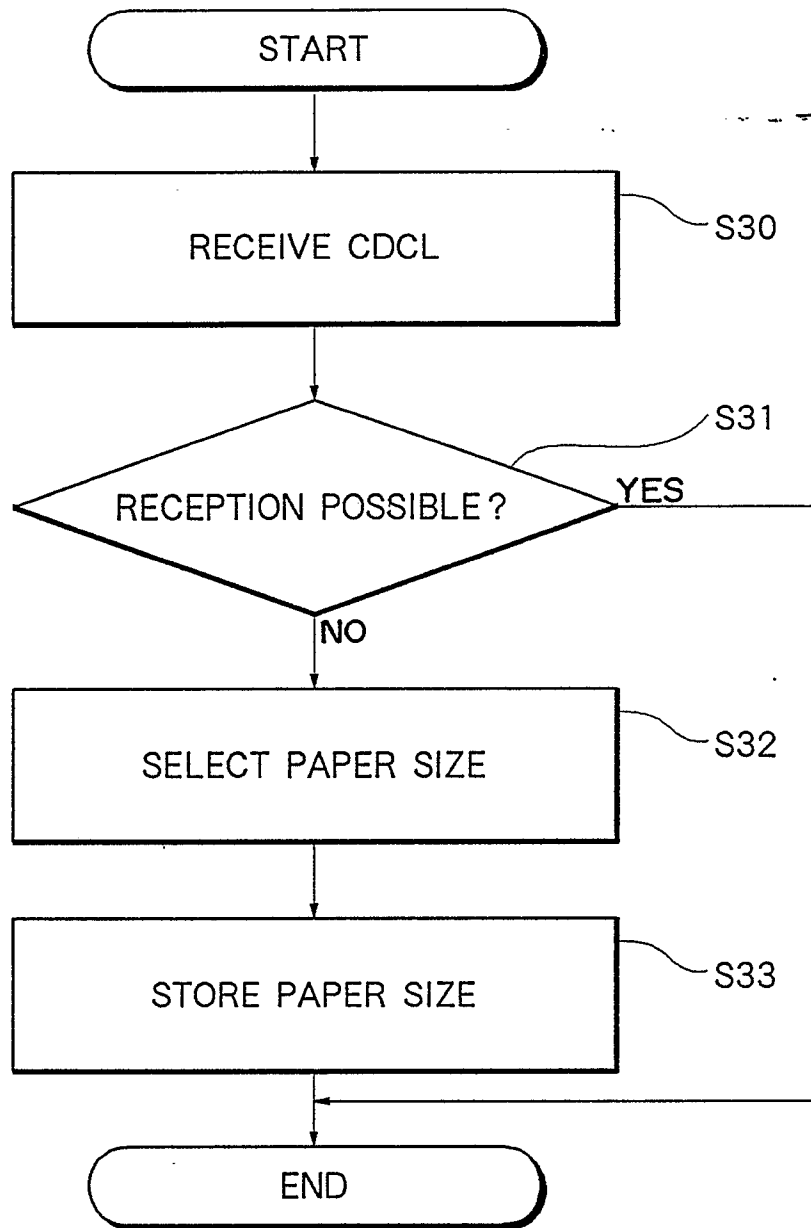 START
RECEIVE CDCL
S30
S31
RECEPTION POSSIBLE?
YES
NO
SELECT PAPER SIZE
S32
STORE PAPER SIZE
S33
END